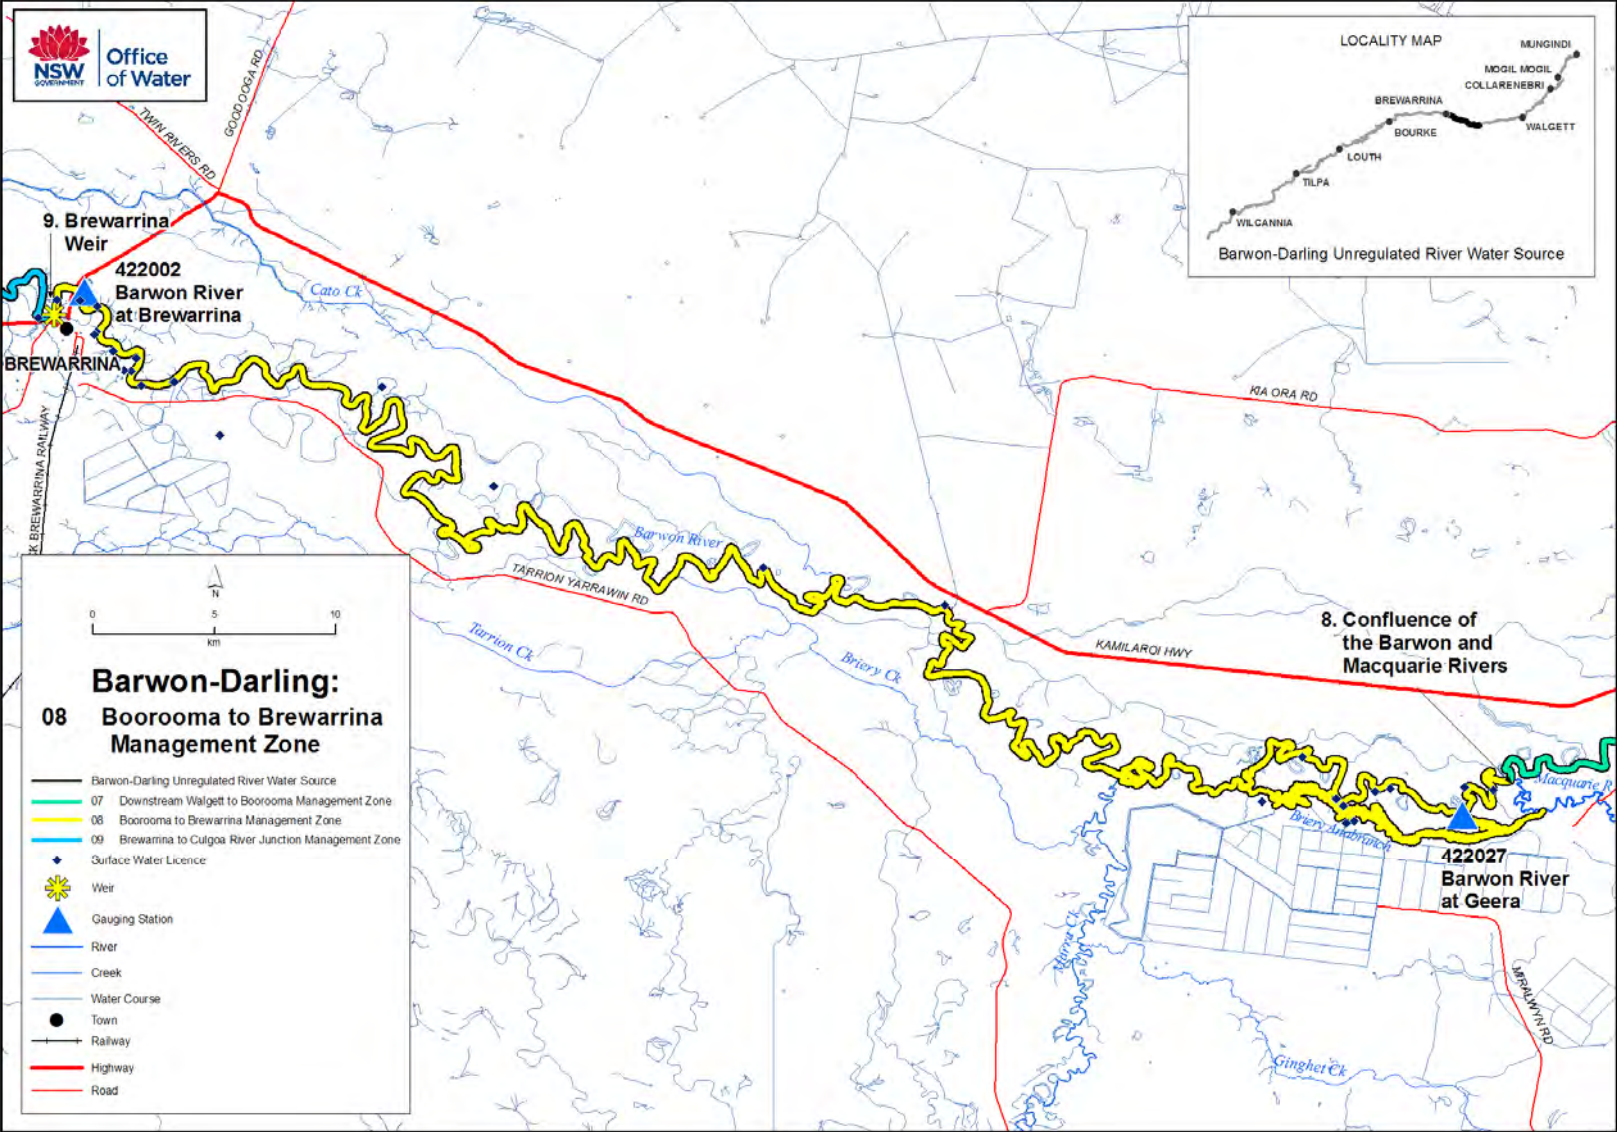 NSW
GOVERNMENT
Office
of Water
TWIN RIVERS RD
GOODOOGA RD
LOCALITY MAP
MUNGINDI
MOGIL MOGIL
COLLARENEBRI
BREWARRINA
BOURKE
WALGETT
LOUTH
TILPA
WILCANNIA
Barwon-Darling Unregulated River Water Source
9. Brewarrina
Weir
422002
Barwon River
at Brewarrina
Cato Ck
BREWARRINA
KIA ORA RD
CK BREWARRINA RAILWAY
Barwon River
TARRION YARRAWIN RD
Tarrion Ck
Briery Ck
KAMILAROI HWY
8. Confluence of
the Barwon and
Macquarie Rivers
Macquarie R
Briery Anabranch
422027
Barwon River
at Geera
Marra Ck
MIRALWYN RD
Ginghet Ck
N
0 5 10
km
Barwon-Darling:
08 Boorooma to Brewarrina
Management Zone
Barwon-Darling Unregulated River Water Source
07 Downstream Walgett to Boorooma Management Zone
08 Boorooma to Brewarrina Management Zone
09 Brewarrina to Culgoa River Junction Management Zone
Surface Water Licence
Weir
Gauging Station
River
Creek
Water Course
Town
Railway
Highway
Road